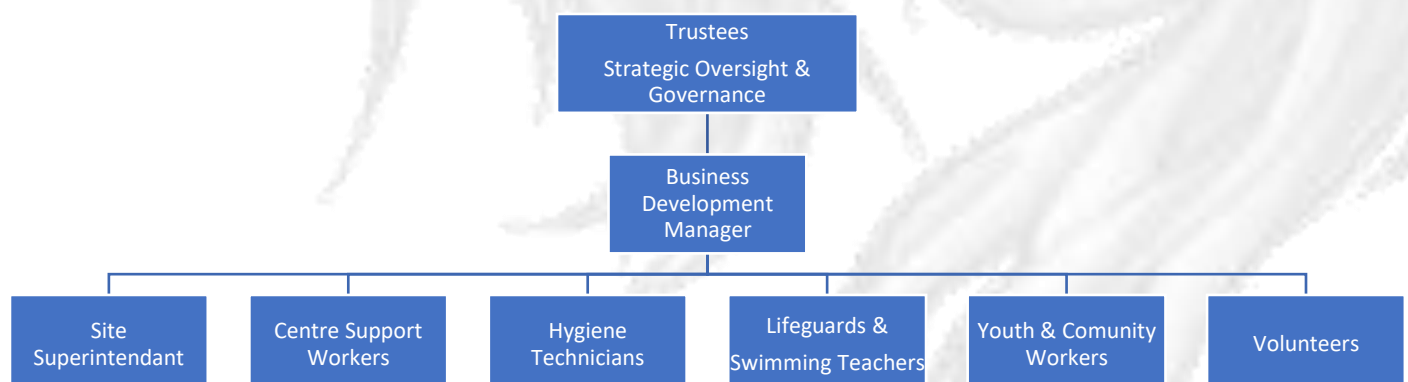 Trustees
Strategic Oversight &
Governance
Business
Development
Manager
Site
Superintendant
Centre Support
Workers
Hygiene
Technicians
Lifeguards &
Swimming Teachers
Youth & Comunity
Workers
Volunteers